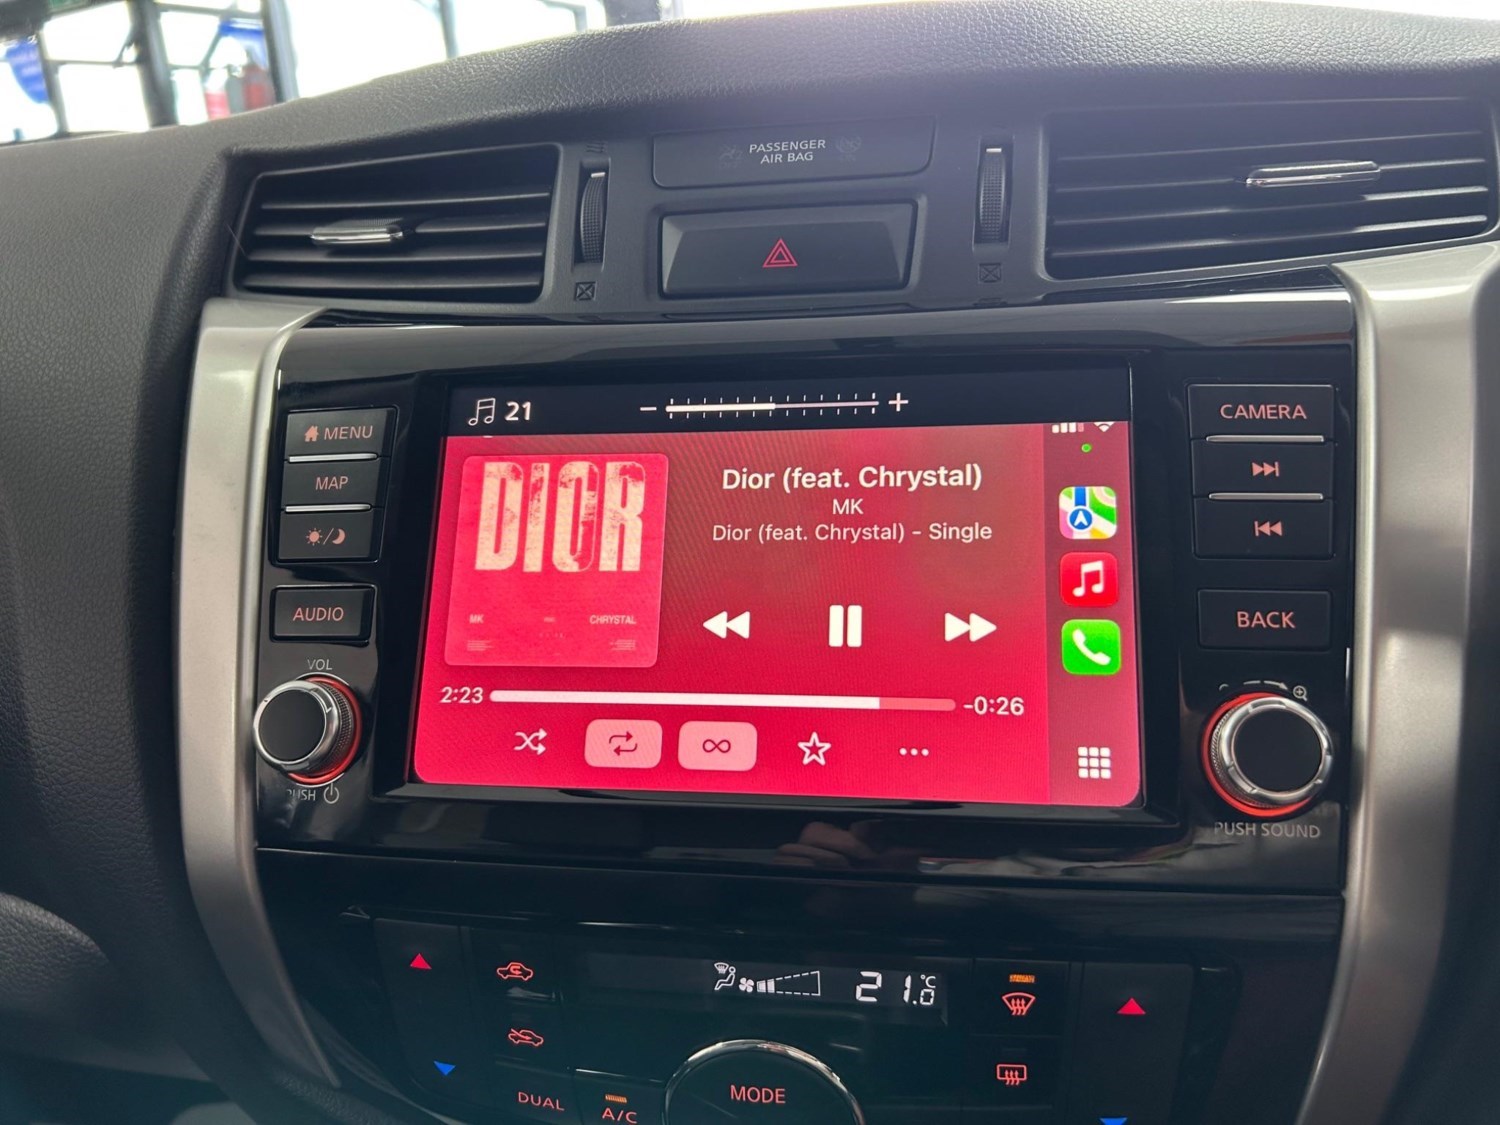 PASSENGER
AIR BAG
21
MENU
MAP
AUDIO
VOL
PUSH
DIOR
MK
CHRYSTAL
Dior (feat. Chrystal)
MK
Dior (feat. Chrystal) - Single
2:23
-0:26
CAMERA
BACK
PUSH SOUND
21.0
°C
DUAL
A/C
MODE